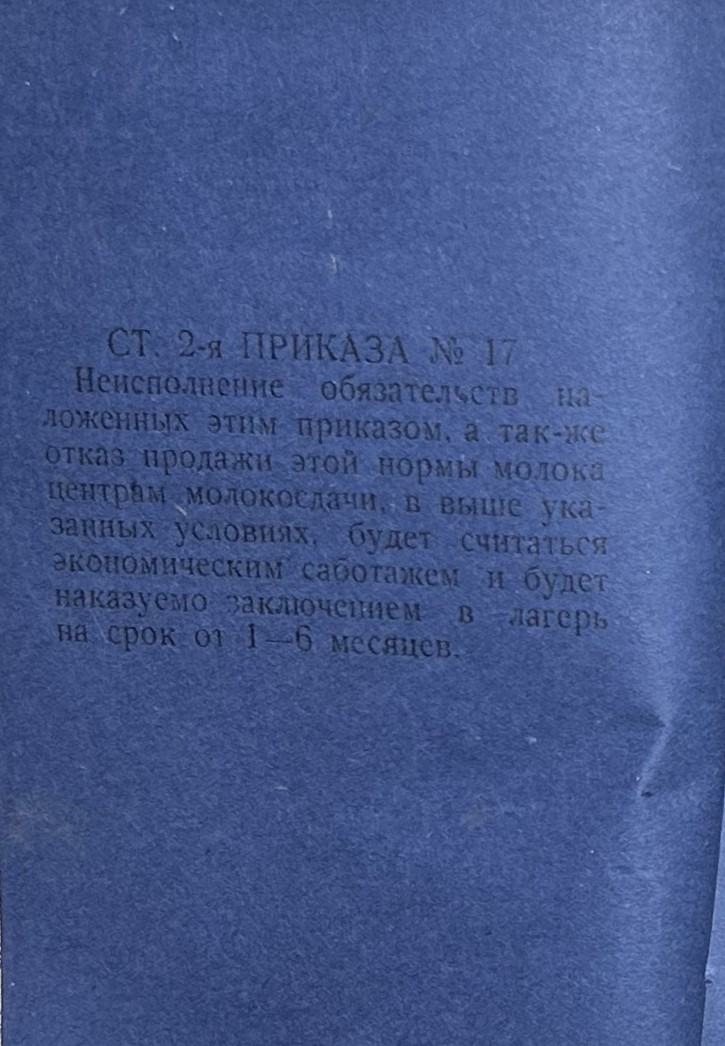 СТ. 2-я ПРИКАЗА № 17
Неисполнение обязательств на-
ложенных этим приказом, а так-же
отказ продажи этой нормы молока
центрам молокосдачи, в выше ука-
занных условиях, будет считаться
экономическим саботажем и будет
наказуемо заключением в лагерь
на срок от 1—6 месяцев.